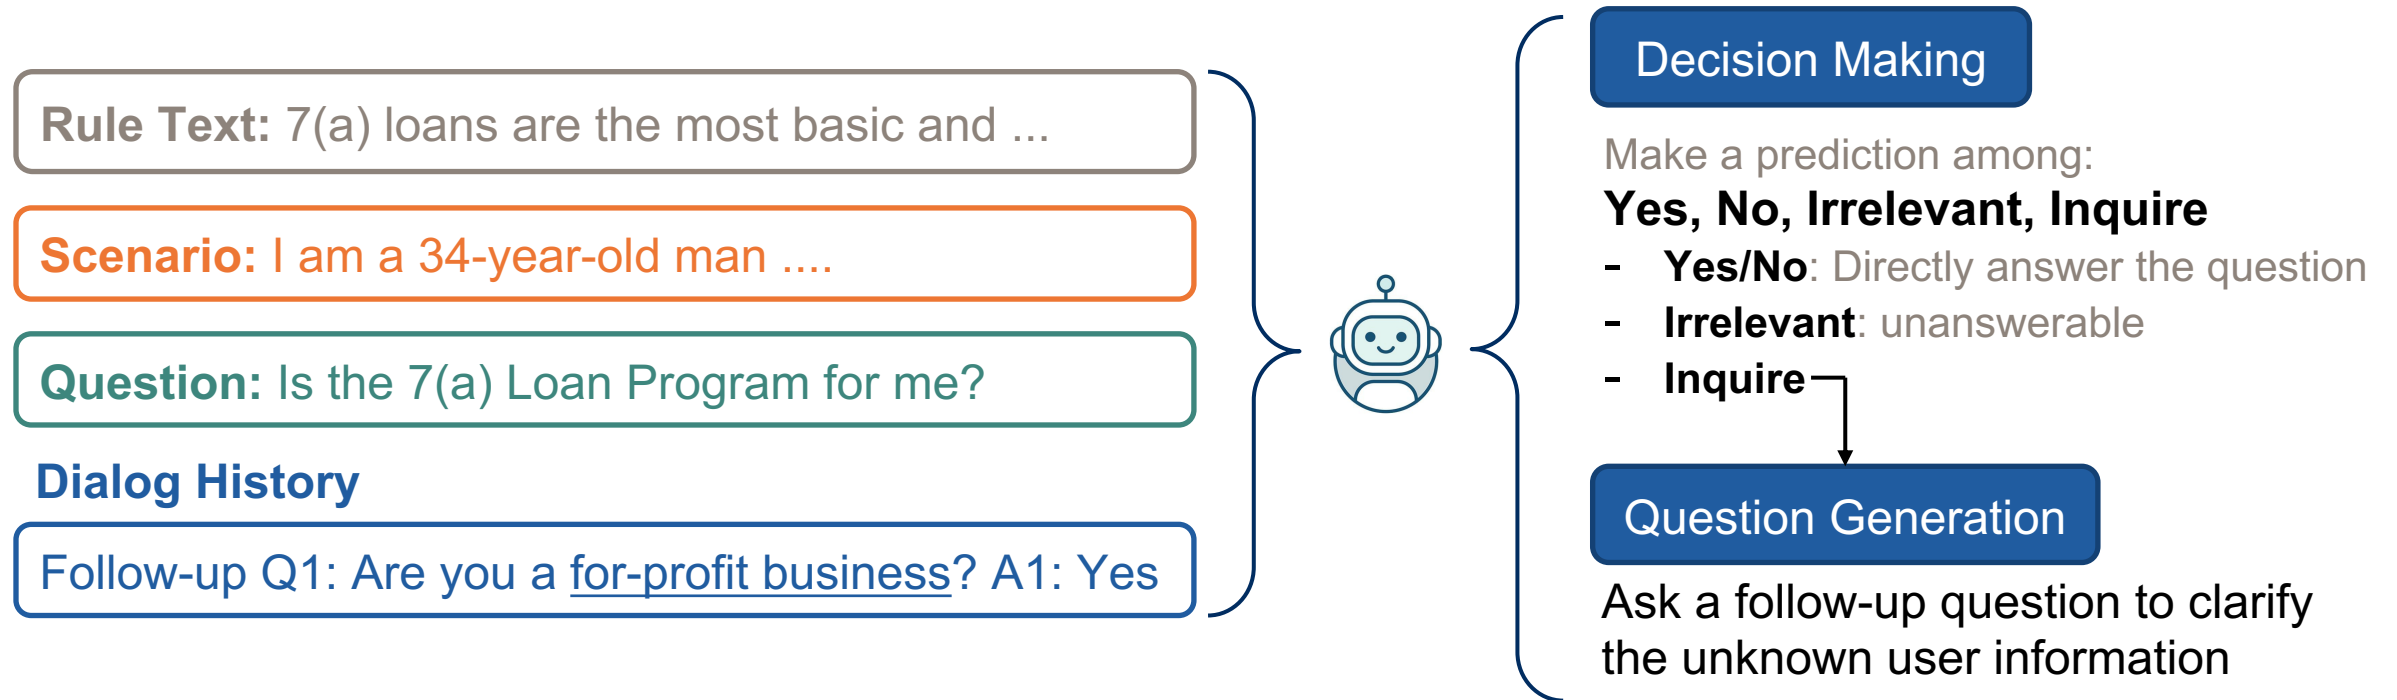 Rule Text: 7(a) loans are the most basic and ...
Scenario: I am a 34-year-old man ....
Question: Is the 7(a) Loan Program for me?
Dialog History
Follow-up Q1: Are you a for-profit business? A1: Yes
Decision Making
Make a prediction among:
Yes, No, Irrelevant, Inquire
- Yes/No: Directly answer the question
- Irrelevant: unanswerable
- Inquire
Question Generation
Ask a follow-up question to clarify
the unknown user information